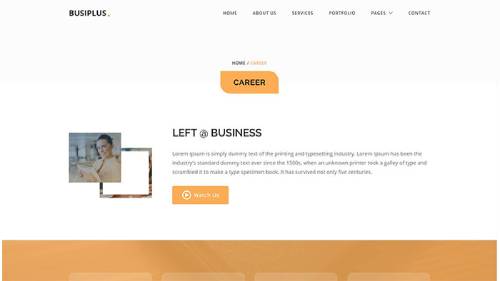 BUSIPLUS.
HOME ABOUT US SERVICES PORTFOLIO PAGES CONTACT
HOME / CAREER
CAREER
LEFT @ BUSINESS
Lorem Ipsum is simply dummy text of the printing and typesetting industry. Lorem Ipsum has been the
industry's standard dummy text ever since the 1500s, when an unknown printer took a galley of type and
scrambled it to make a type specimen book. It has survived not only five centuries.
Watch Us